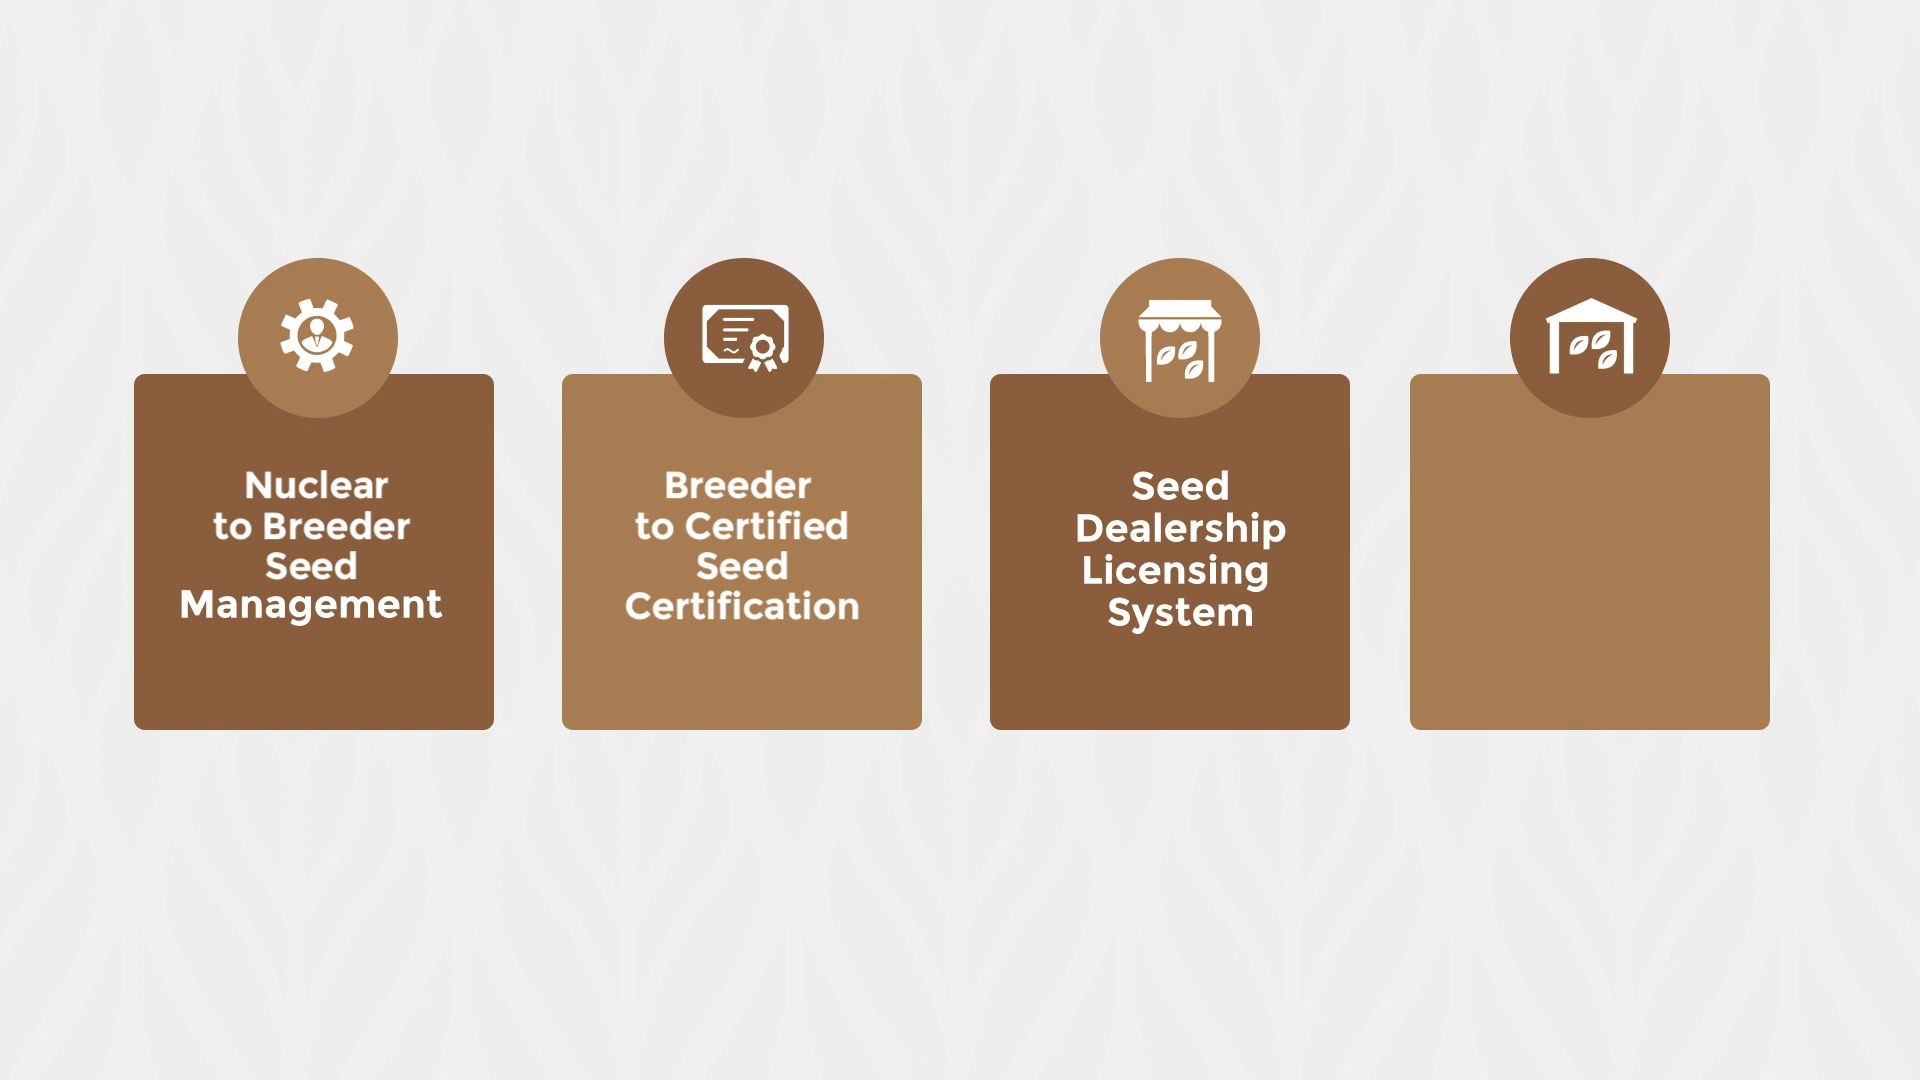 Nuclear
to Breeder
Seed
Management
Breeder
to Certified
Seed
Certification
Seed
Dealership
Licensing
System